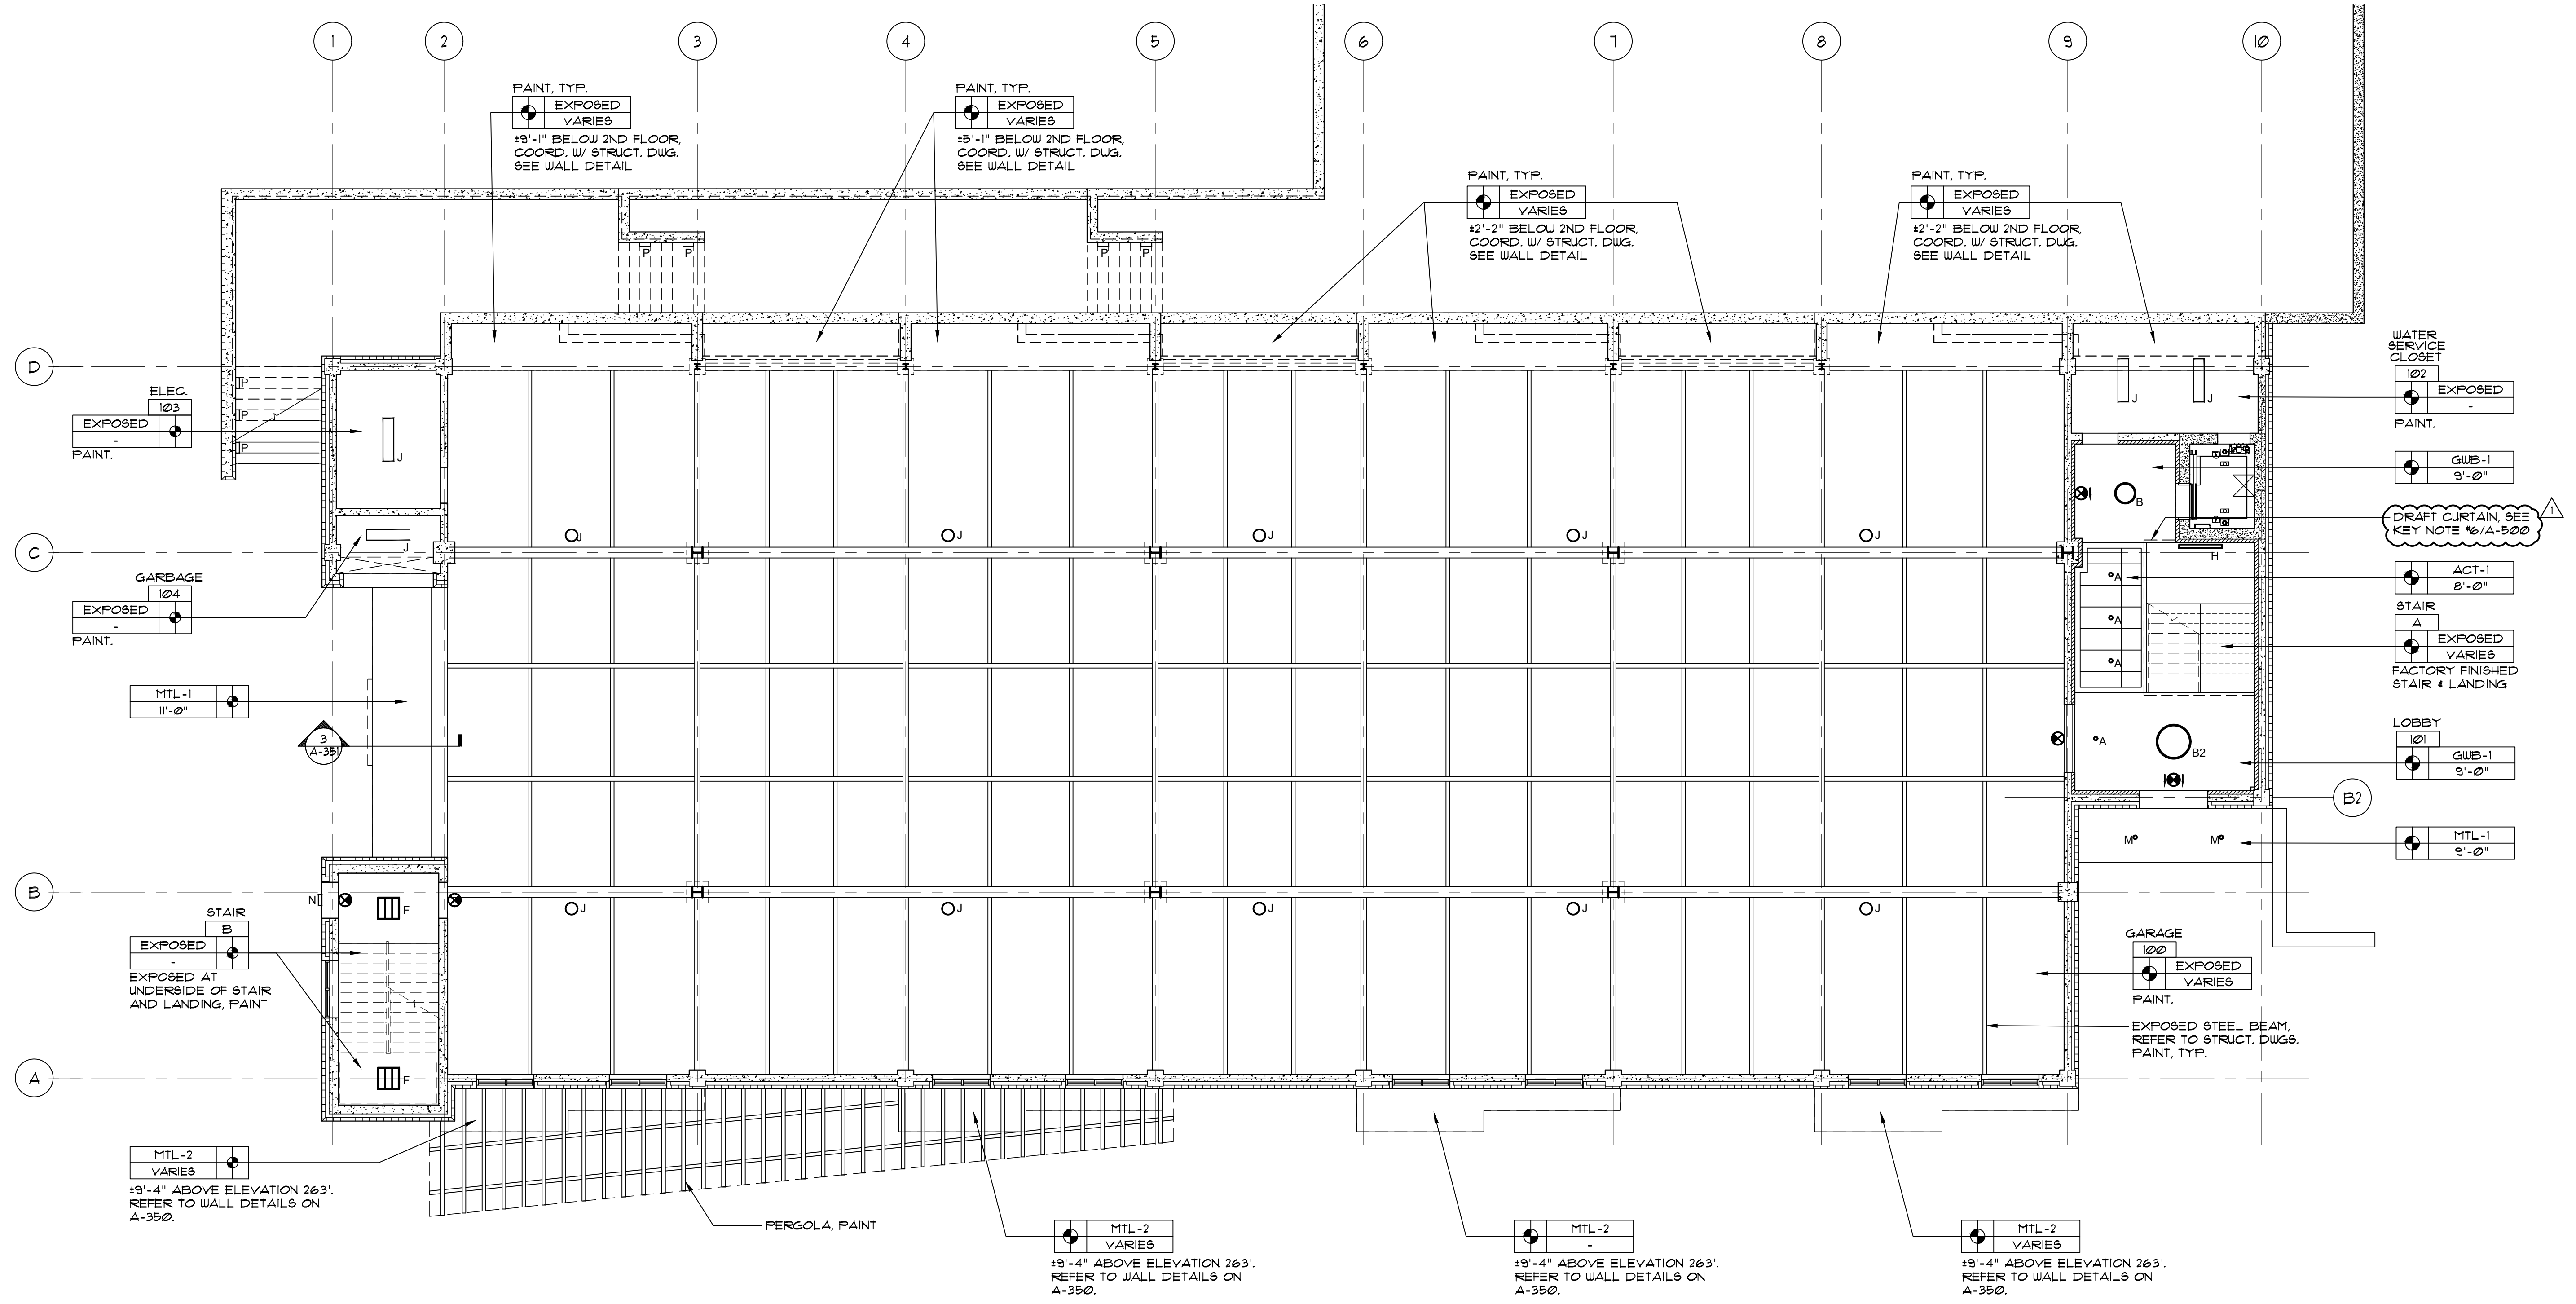 1
2
3
4
5
6
7
8
9
10
PAINT, TYP.
EXPOSED
VARIES
±9'-1" BELOW 2ND FLOOR,
COORD. W/ STRUCT. DWG.
SEE WALL DETAIL
PAINT, TYP.
EXPOSED
VARIES
±5'-1" BELOW 2ND FLOOR,
COORD. W/ STRUCT. DWG.
SEE WALL DETAIL
PAINT, TYP.
EXPOSED
VARIES
±2'-2" BELOW 2ND FLOOR,
COORD. W/ STRUCT. DWG.
SEE WALL DETAIL
PAINT, TYP.
EXPOSED
VARIES
±2'-2" BELOW 2ND FLOOR,
COORD. W/ STRUCT. DWG.
SEE WALL DETAIL
P
P
P
P
D
C
B
A
ELEC.
103
EXPOSED
-
PAINT.
P
P
P
J
J
GARBAGE
104
EXPOSED
-
PAINT.
MTL-1
11'-0"
3
A-351
STAIR
B
EXPOSED
-
EXPOSED AT
UNDERSIDE OF STAIR
AND LANDING, PAINT
N
F
F
J
J
J
J
J
J
J
J
J
J
J
J
B
H
A
A
A
A
B2
M
M
WATER
SERVICE
CLOSET
102
EXPOSED
-
PAINT.
GWB-1
9'-0"
DRAFT CURTAIN, SEE
KEY NOTE #6/A-500
1
ACT-1
8'-0"
STAIR
A
EXPOSED
VARIES
FACTORY FINISHED
STAIR & LANDING
LOBBY
101
GWB-1
9'-0"
B2
MTL-1
9'-0"
GARAGE
100
EXPOSED
VARIES
PAINT.
EXPOSED STEEL BEAM,
REFER TO STRUCT. DWGS.
PAINT, TYP.
MTL-2
VARIES
±9'-4" ABOVE ELEVATION 263'.
REFER TO WALL DETAILS ON
A-350.
PERGOLA, PAINT
MTL-2
VARIES
±9'-4" ABOVE ELEVATION 263'.
REFER TO WALL DETAILS ON
A-350.
MTL-2
-
±9'-4" ABOVE ELEVATION 263'.
REFER TO WALL DETAILS ON
A-350.
MTL-2
VARIES
±9'-4" ABOVE ELEVATION 263'.
REFER TO WALL DETAILS ON
A-350.